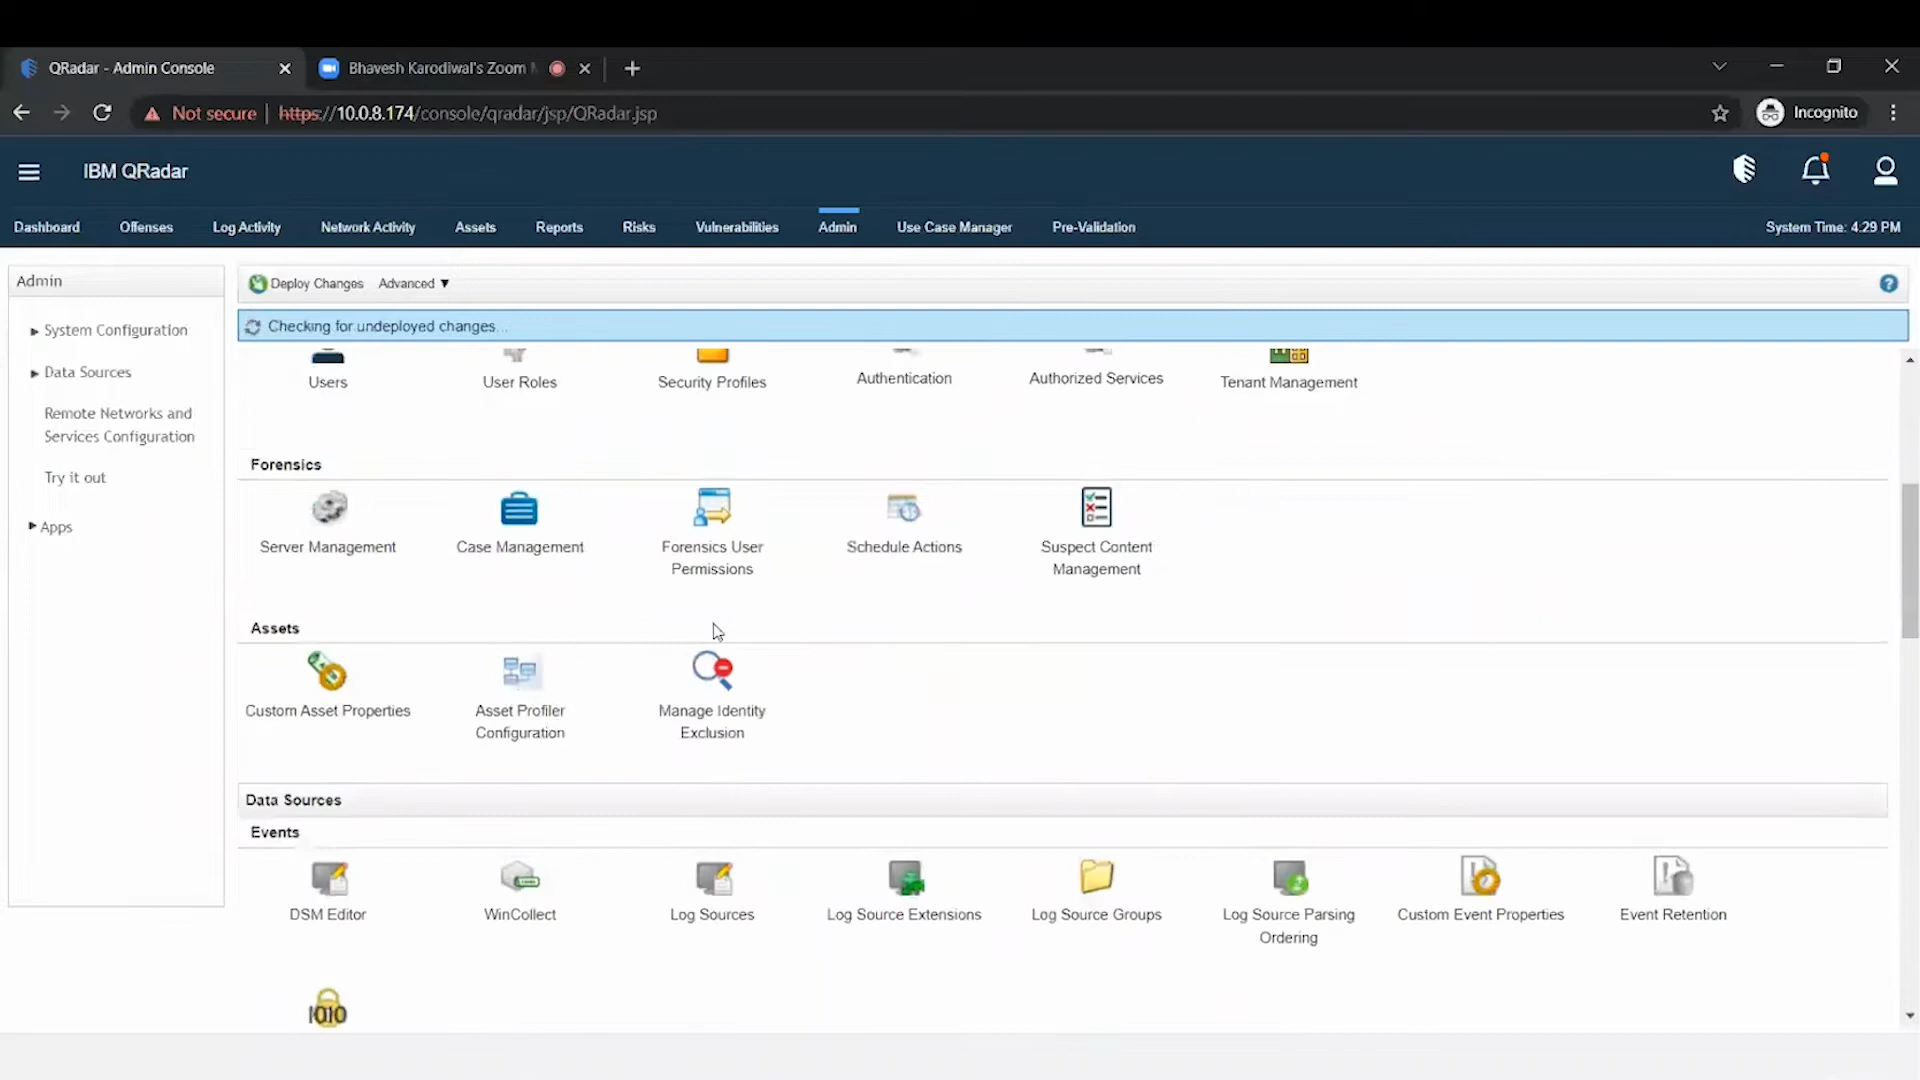 QRadar - Admin Console
Bhavesh Karodiwal's Zoom
Not secure | https://10.0.8.174/console/qradar/jsp/QRadar.jsp
Incognito
IBM QRadar
Dashboard Offenses Log Activity Network Activity Assets Reports Risks Vulnerabilities Admin Use Case Manager Pre-Validation System Time: 4:29 PM
Admin
System Configuration
Data Sources
Remote Networks and
Services Configuration
Try it out
Apps
Deploy Changes Advanced ▼
?
Checking for undeployed changes...
Users User Roles Security Profiles Authentication Authorized Services Tenant Management
Forensics
Server Management Case Management Forensics User Permissions Schedule Actions Suspect Content Management
Assets
Custom Asset Properties Asset Profiler Configuration Manage Identity Exclusion
Data Sources
Events
DSM Editor WinCollect Log Sources Log Source Extensions Log Source Groups Log Source Parsing Ordering Custom Event Properties Event Retention
1010